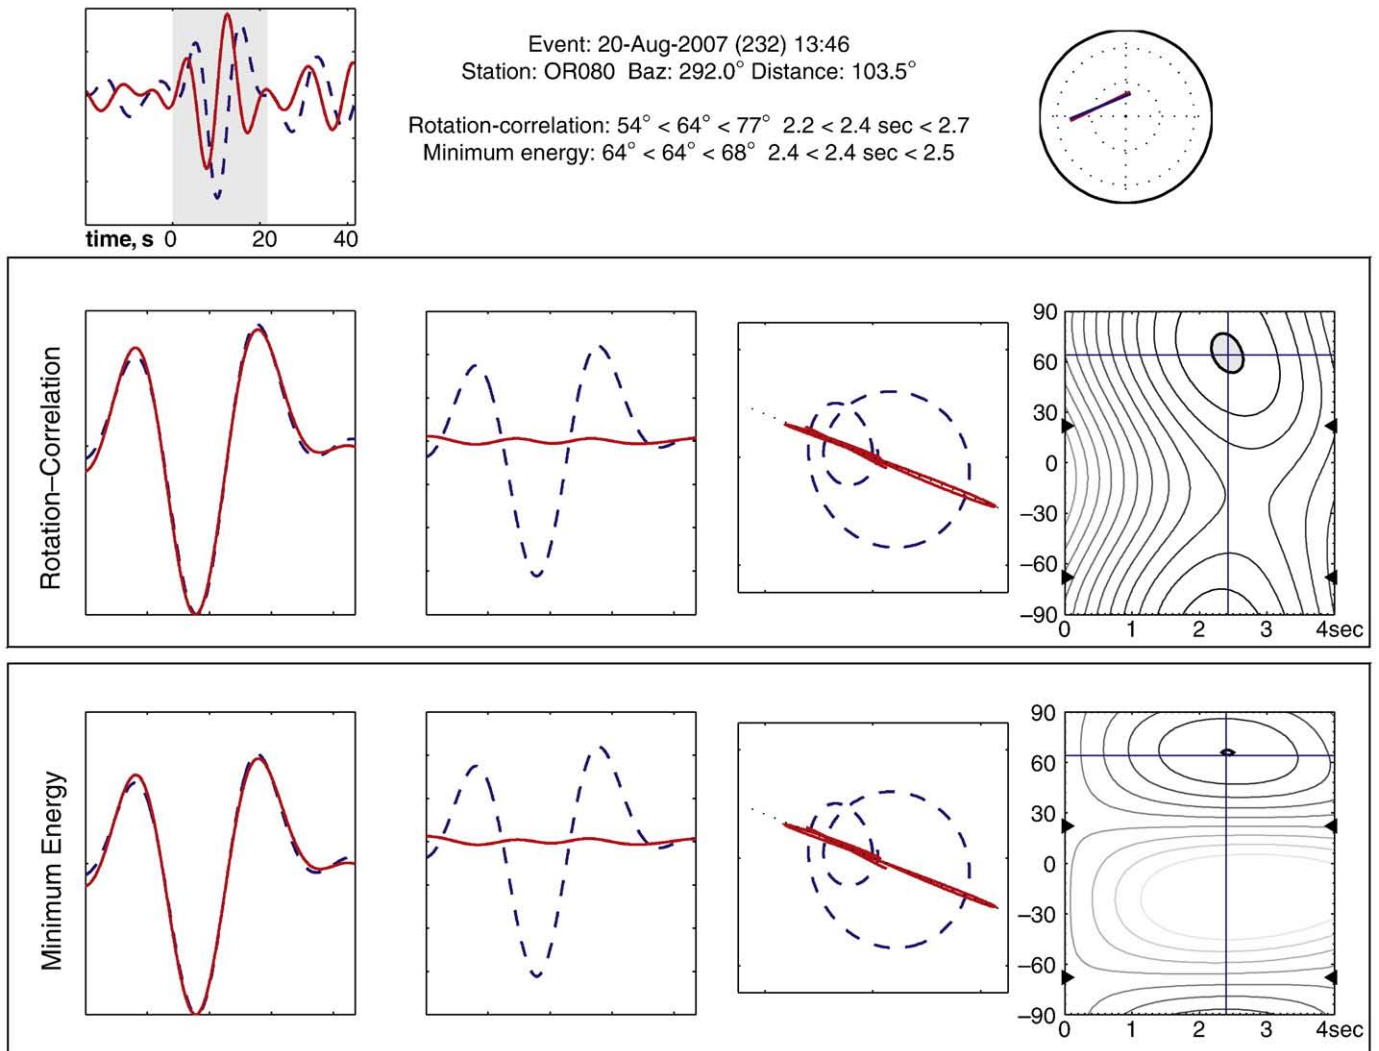 Event: 20-Aug-2007 (232) 13:46
Station: OR080 Baz: 292.0° Distance: 103.5°
Rotation-correlation: 54° < 64° < 77° 2.2 < 2.4 sec < 2.7
Minimum energy: 64° < 64° < 68° 2.4 < 2.4 sec < 2.5
time, s 0 20 40
Rotation–Correlation
90
60
30
0
–30
–60
–90
0 1 2 3 4sec
Minimum Energy
90
60
30
0
–30
–60
–90
0 1 2 3 4sec